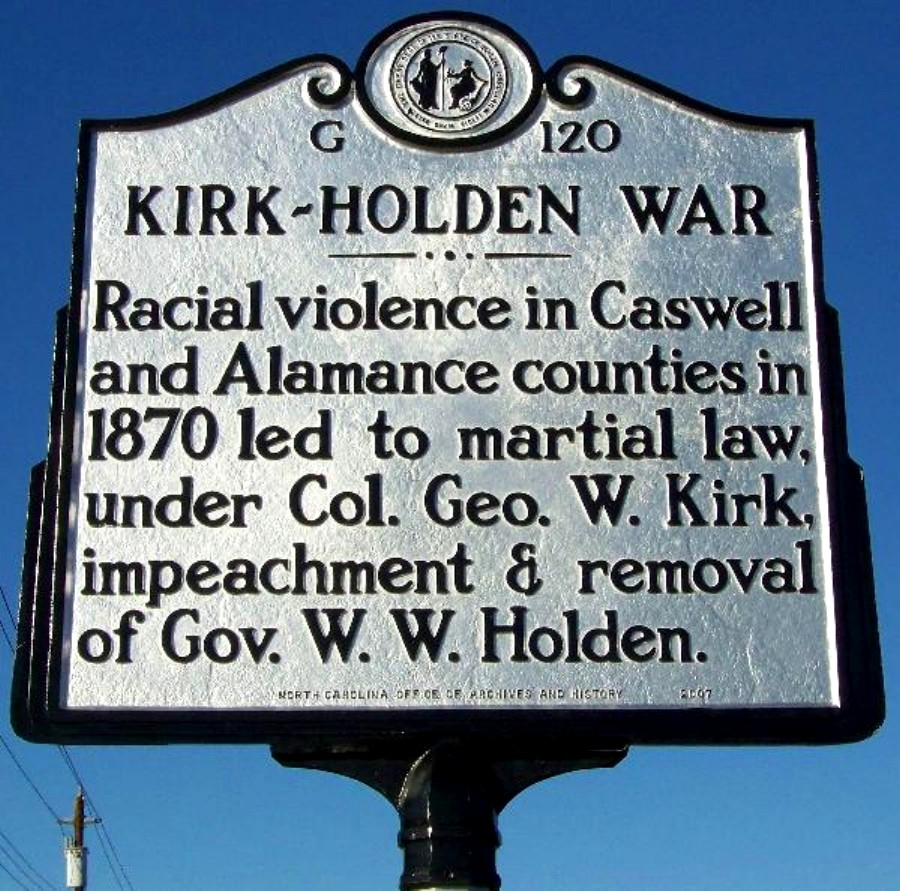 G 120
KIRK-HOLDEN WAR
Racial violence in Caswell
and Alamance counties in
1870 led to martial law,
under Col. Geo. W. Kirk,
impeachment & removal
of Gov. W. W. Holden.
NORTH CAROLINA OFFICE OF ARCHIVES AND HISTORY 2007